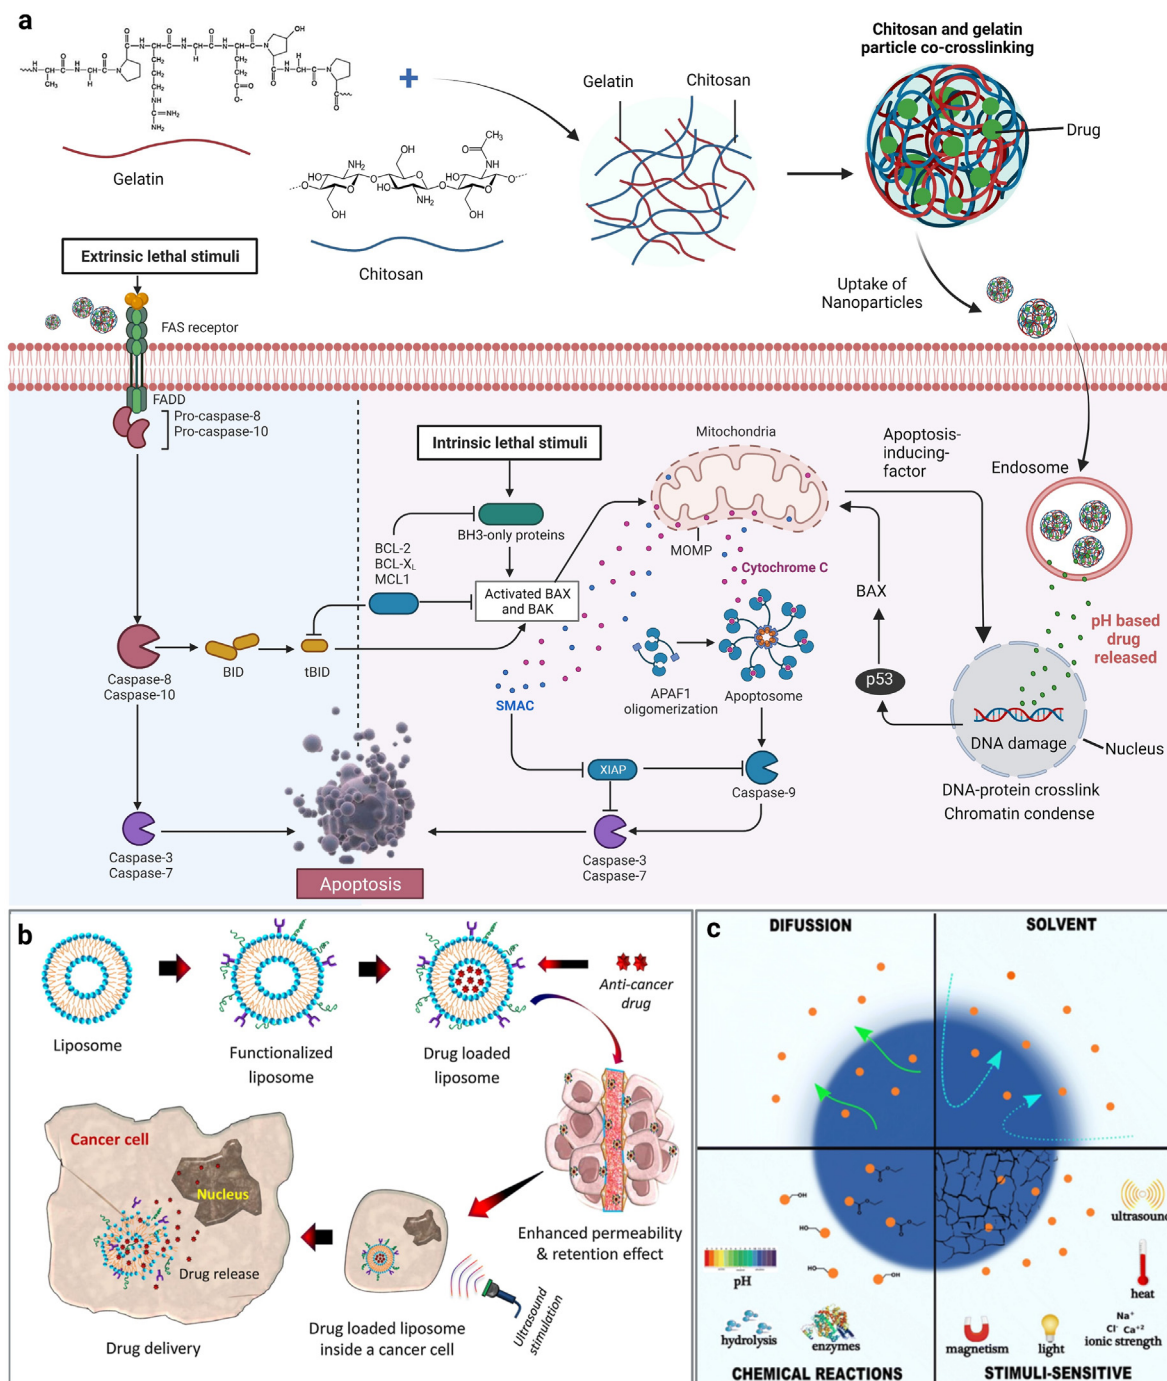 a
Chitosan and gelatin
particle co-crosslinking
Gelatin
Chitosan
Drug
Gelatin
Chitosan
Extrinsic lethal stimuli
Uptake of
Nanoparticles
FAS receptor
FADD
Pro-caspase-8
Pro-caspase-10
Intrinsic lethal stimuli
Mitochondria
Apoptosis-
inducing-
factor
Endosome
BH3-only proteins
BCL-2
BCL-XL
MCL1
MOMP
Cytochrome C
Activated BAX
and BAK
BAX
pH based
drug
released
Caspase-8
Caspase-10
BID
tBID
SMAC
APAF1
oligomerization
Apoptosome
p53
DNA damage
Nucleus
XIAP
Caspase-9
DNA-protein crosslink
Chromatin condense
Caspase-3
Caspase-7
Caspase-3
Caspase-7
Apoptosis
b
Liposome
Functionalized
liposome
Drug loaded
liposome
Anti-cancer
drug
Cancer cell
Nucleus
Drug release
Drug delivery
Enhanced permeability
& retention effect
Drug loaded liposome
inside a cancer cell
Ultrasound
stimulation
c
DIFUSSION
SOLVENT
pH
hydrolysis
enzymes
CHEMICAL REACTIONS
ultrasound
heat
magnetism
light
Na+
Cl- Ca+2
ionic strength
STIMULI-SENSITIVE